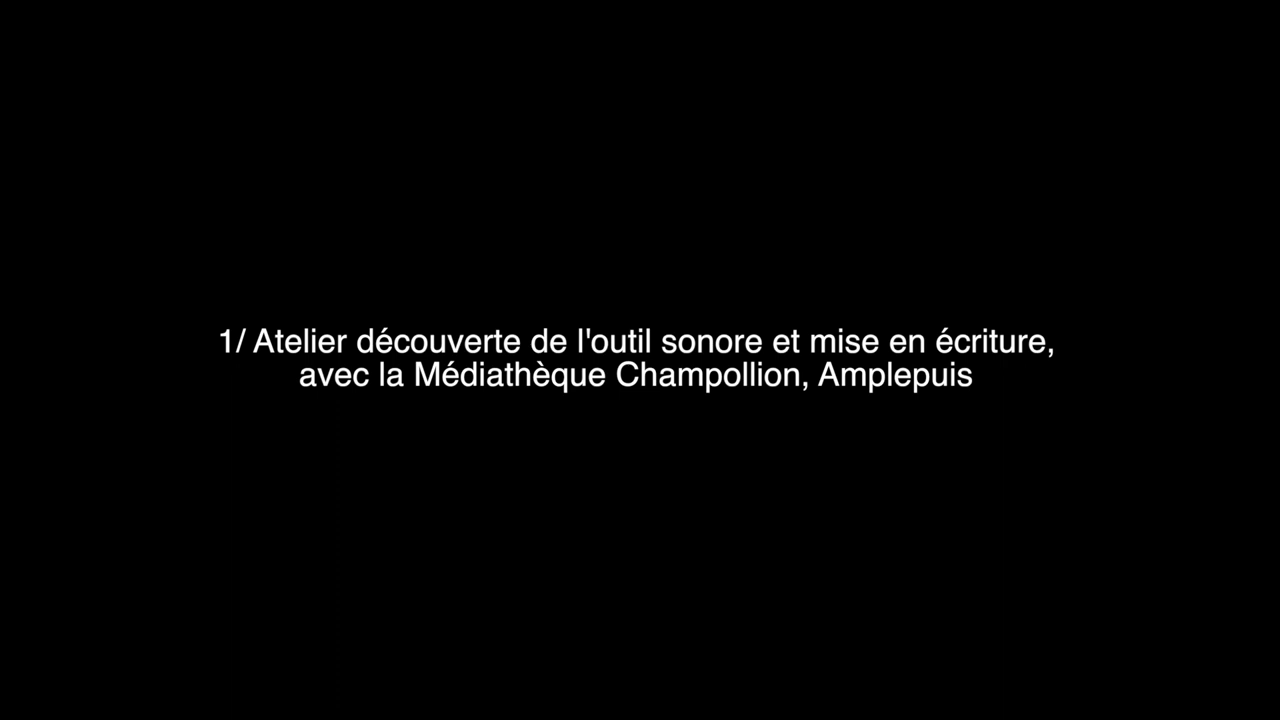 1/ Atelier découverte de l'outil sonore et mise en écriture,
avec la Médiathèque Champollion, Amplepuis